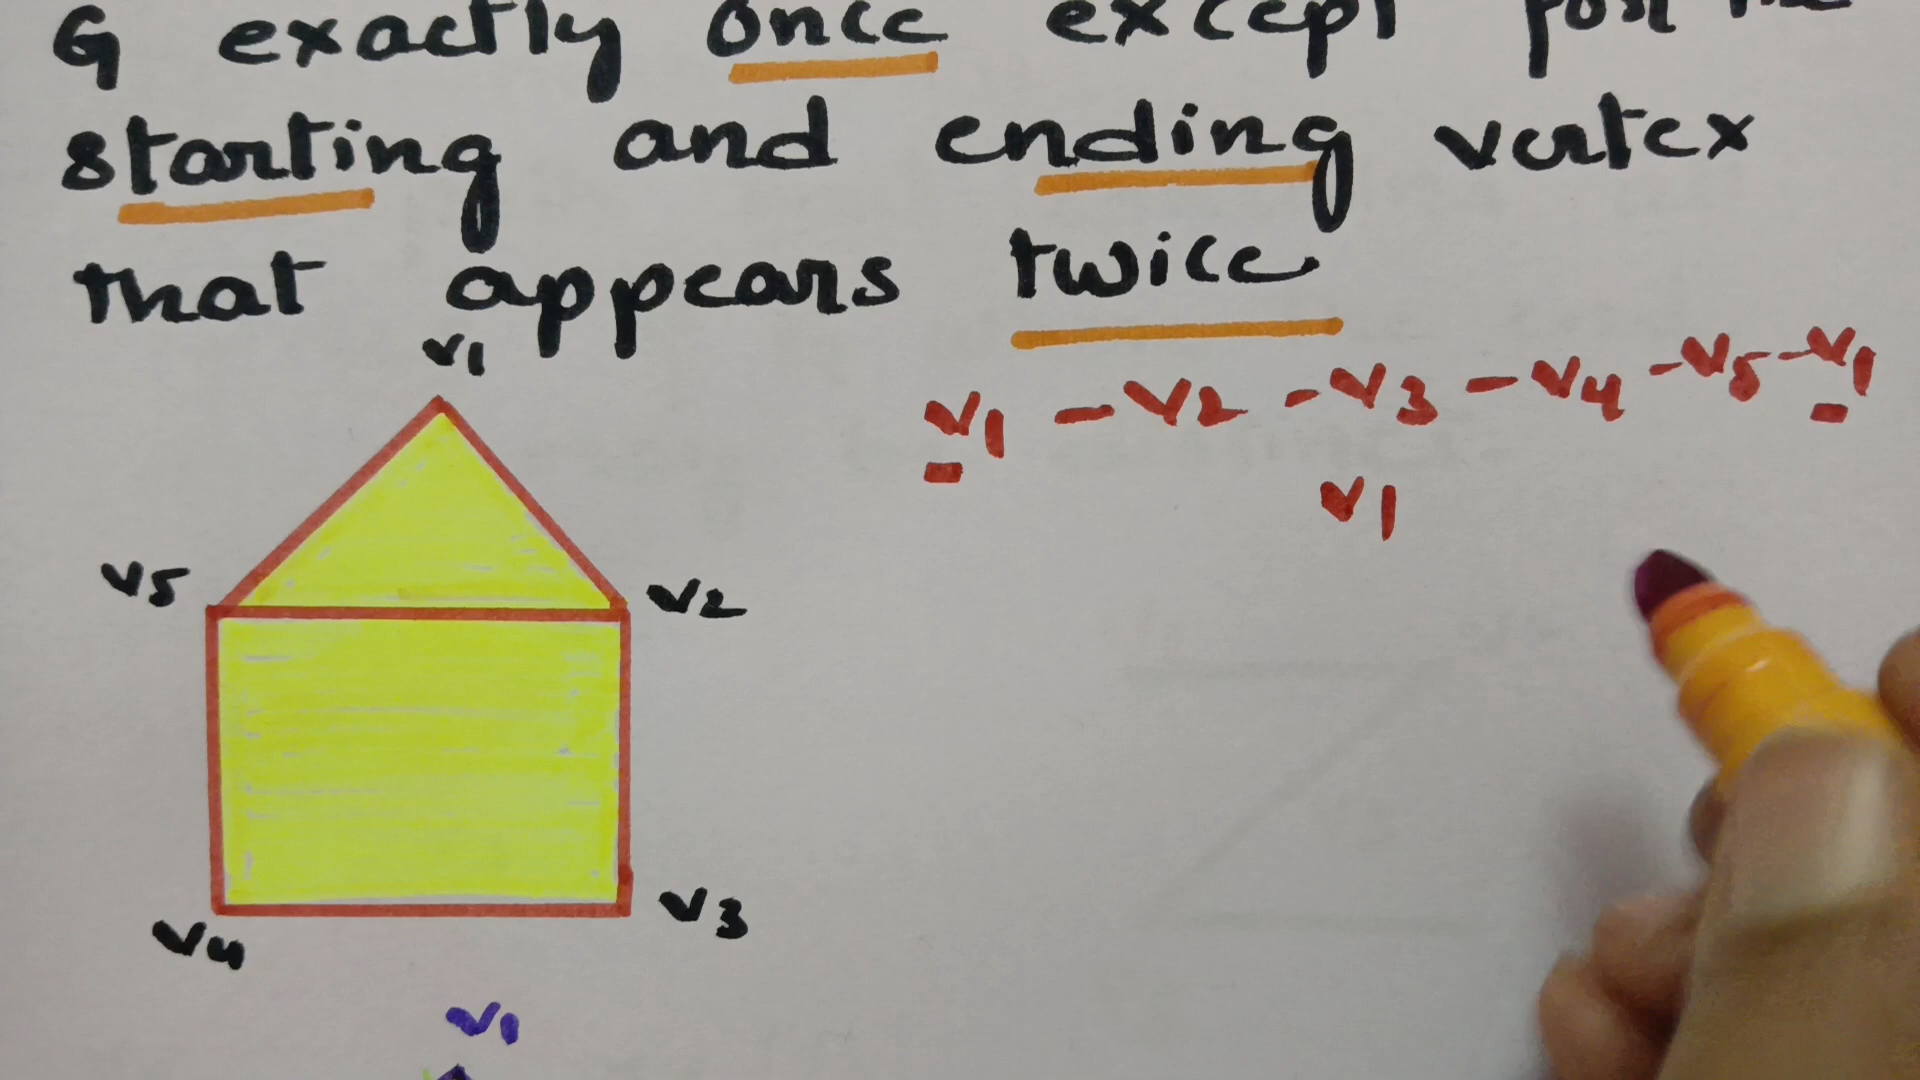 G exactly once except for the
starting and ending vertex
that appears twice
v1
v1 - v2 - v3 - v4 - v5 - v1
v1
v5
v2
v4
v3
v1